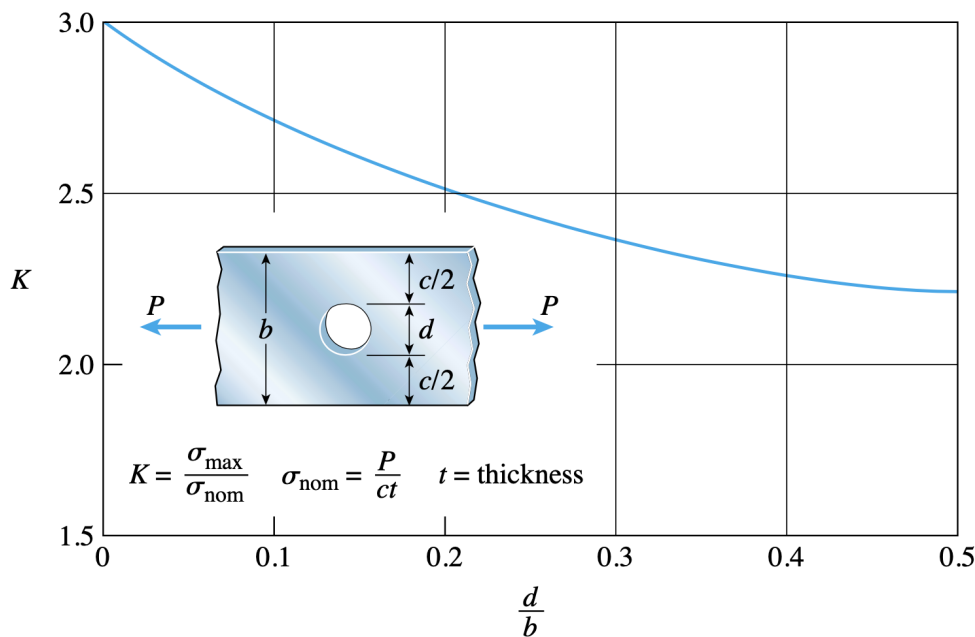 3.0
2.5
K
2.0
1.5
P
b
c/2
d
c/2
P
K = σmax/σnom σnom = P/ct t = thickness
0 0.1 0.2 0.3 0.4 0.5
d/b